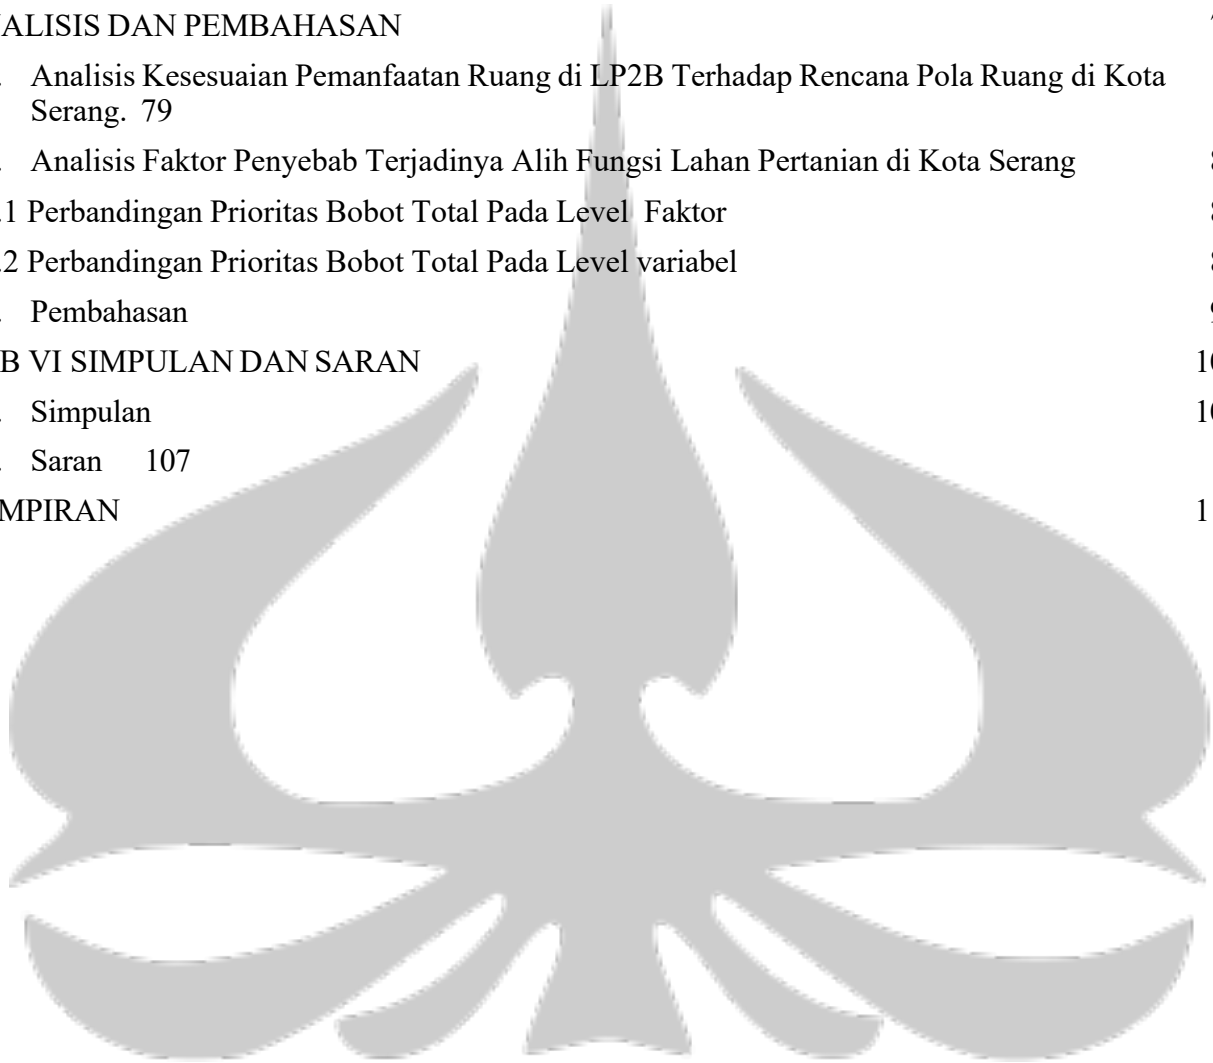 ALISIS DAN PEMBAHASAN
. Analisis Kesesuaian Pemanfaatan Ruang di LP2B Terhadap Rencana Pola Ruang di Kota
Serang. 79
. Analisis Faktor Penyebab Terjadinya Alih Fungsi Lahan Pertanian di Kota Serang
.1 Perbandingan Prioritas Bobot Total Pada Level Faktor
.2 Perbandingan Prioritas Bobot Total Pada Level variabel
. Pembahasan
B VI SIMPULAN DAN SARAN
. Simpulan
. Saran 107
MPIRAN